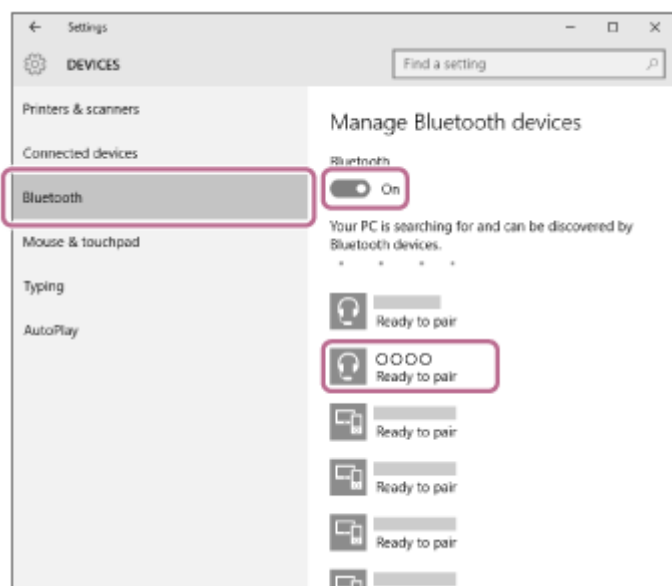 Settings
DEVICES
Find a setting
Printers & scanners
Connected devices
Bluetooth
Mouse & touchpad
Typing
AutoPlay
Manage Bluetooth devices
Bluetooth
On
Your PC is searching for and can be discovered by
Bluetooth devices.
Ready to pair
OOOO
Ready to pair
Ready to pair
Ready to pair
Ready to pair